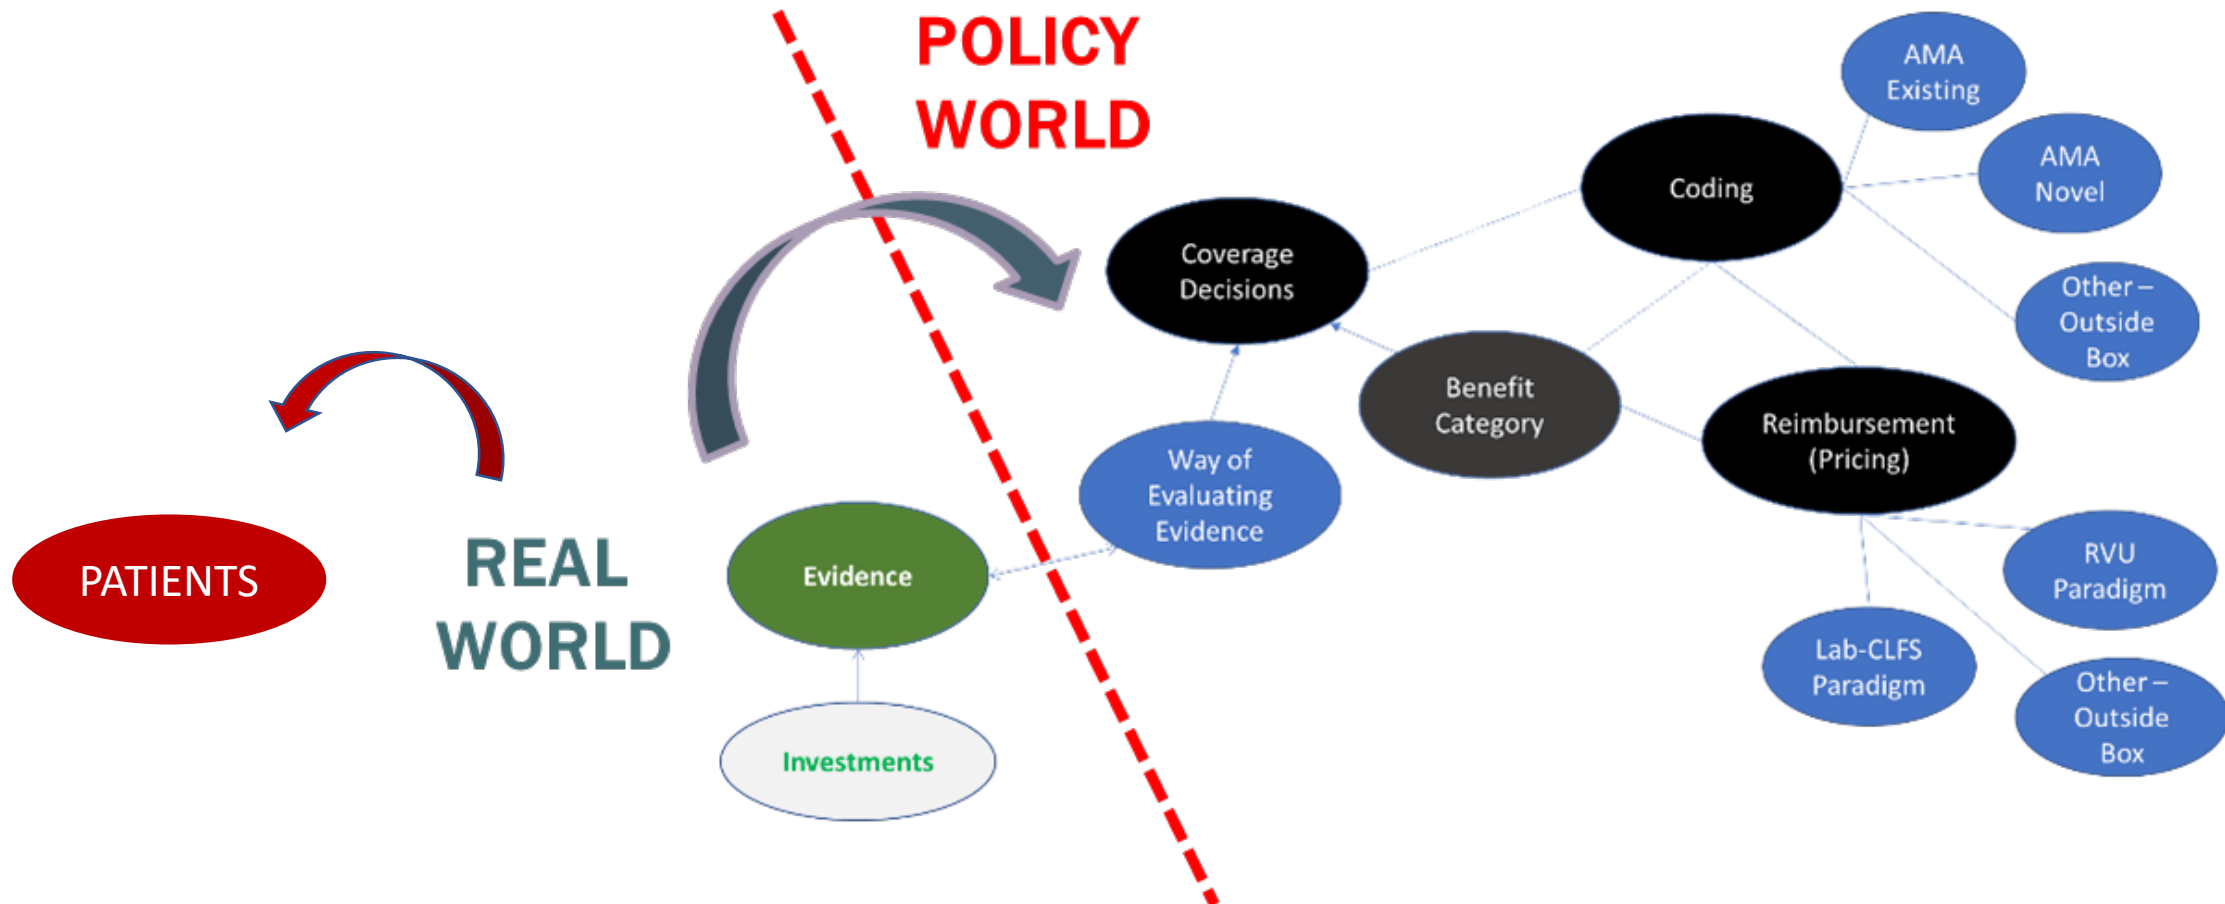 POLICY
WORLD
AMA
Existing
AMA
Novel
Coding
Coverage
Decisions
Other –
Outside
Box
Benefit
Category
Reimbursement
(Pricing)
Way of
Evaluating
Evidence
PATIENTS
REAL
WORLD
Evidence
RVU
Paradigm
Lab-CLFS
Paradigm
Other –
Outside
Box
Investments